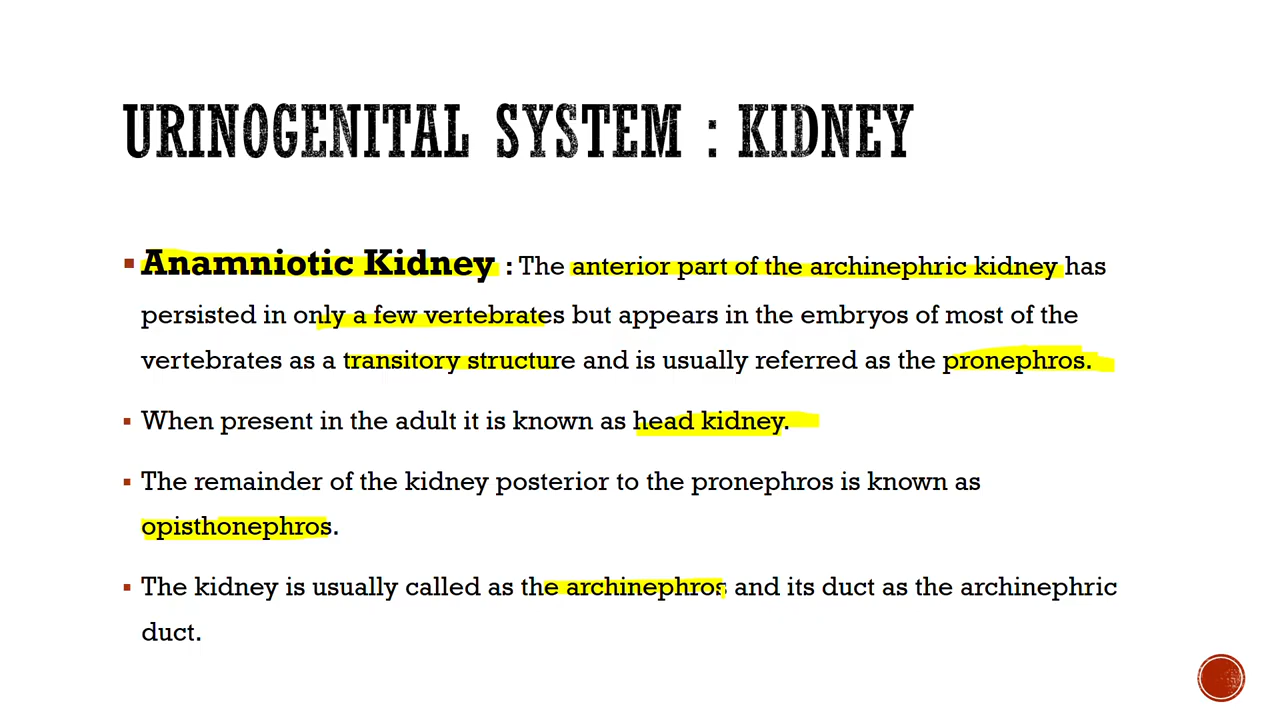 URINOGENITAL SYSTEM : KIDNEY
Anamniotic Kidney : The anterior part of the archinephric kidney has
persisted in only a few vertebrates but appears in the embryos of most of the
vertebrates as a transitory structure and is usually referred as the pronephros.
When present in the adult it is known as head kidney.
The remainder of the kidney posterior to the pronephros is known as
opisthonephros.
The kidney is usually called as the archinephros and its duct as the archinephric
duct.